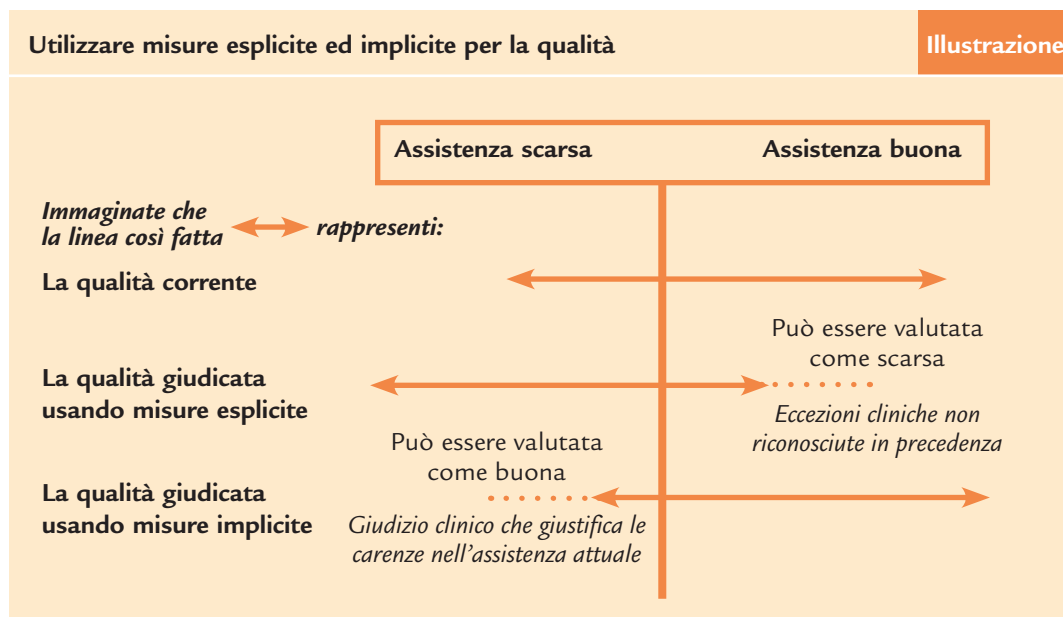 Utilizzare misure esplicite ed implicite per la qualità
Illustrazione
Assistenza scarsa
Assistenza buona
Immaginate che
la linea così fatta
rappresenti:
La qualità corrente
Può essere valutata
come scarsa
La qualità giudicata
usando misure esplicite
Eccezioni cliniche non
riconosciute in precedenza
Può essere valutata
come buona
La qualità giudicata
usando misure implicite
Giudizio clinico che giustifica le
carenze nell’assistenza attuale